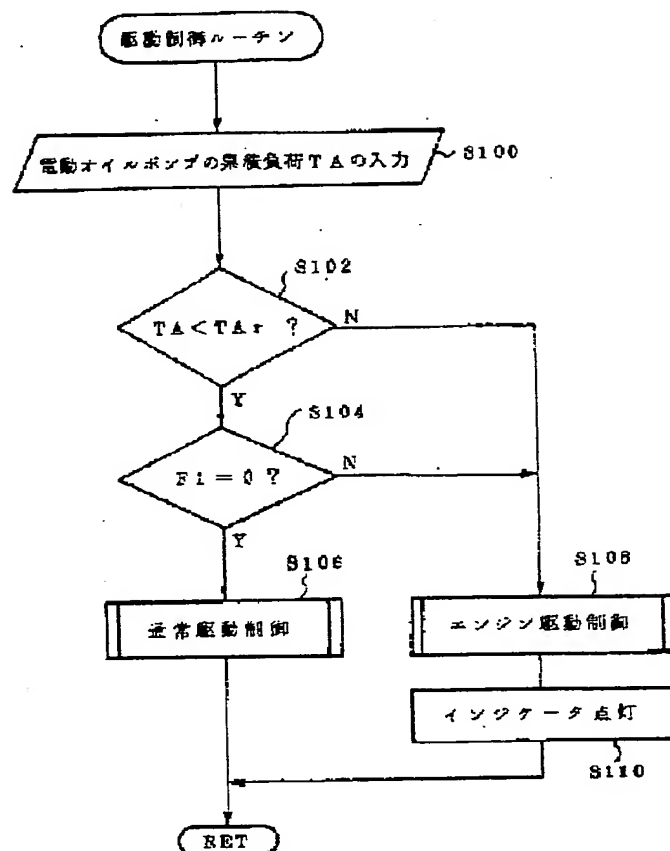 駆動制御ルーチン
電動オイルポンプの累積負荷TAの入力
S100
S102
TA<TAr ?
N
Y
S104
Fi=0?
N
Y
S106
通常駆動制御
S108
エンジン駆動制御
インジケータ点灯
S110
RET